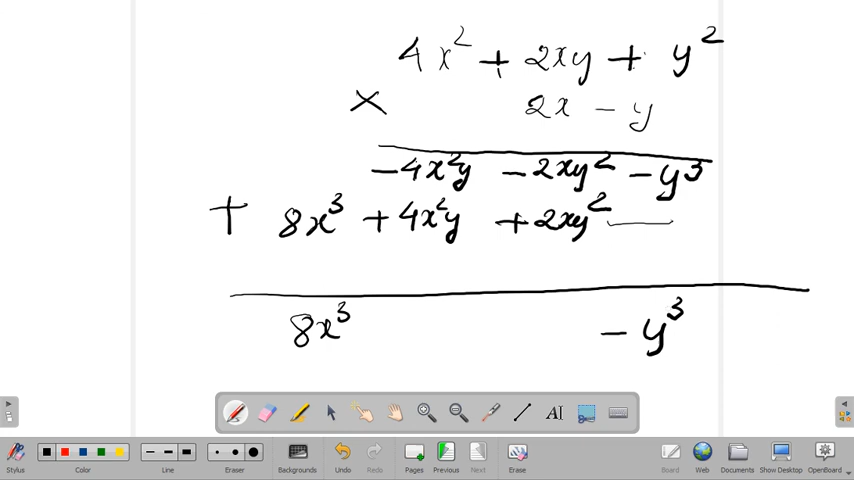 4x² + 2xy + y²
× 2x - y
-4x²y - 2xy² - y³
+ 8x³ + 4x²y + 2xy² —
8x³ - y³
AI
Stylus Color Line Eraser Backgrounds Undo Redo Pages Previous Next Erase Board Web Documents Show Desktop OpenBoard